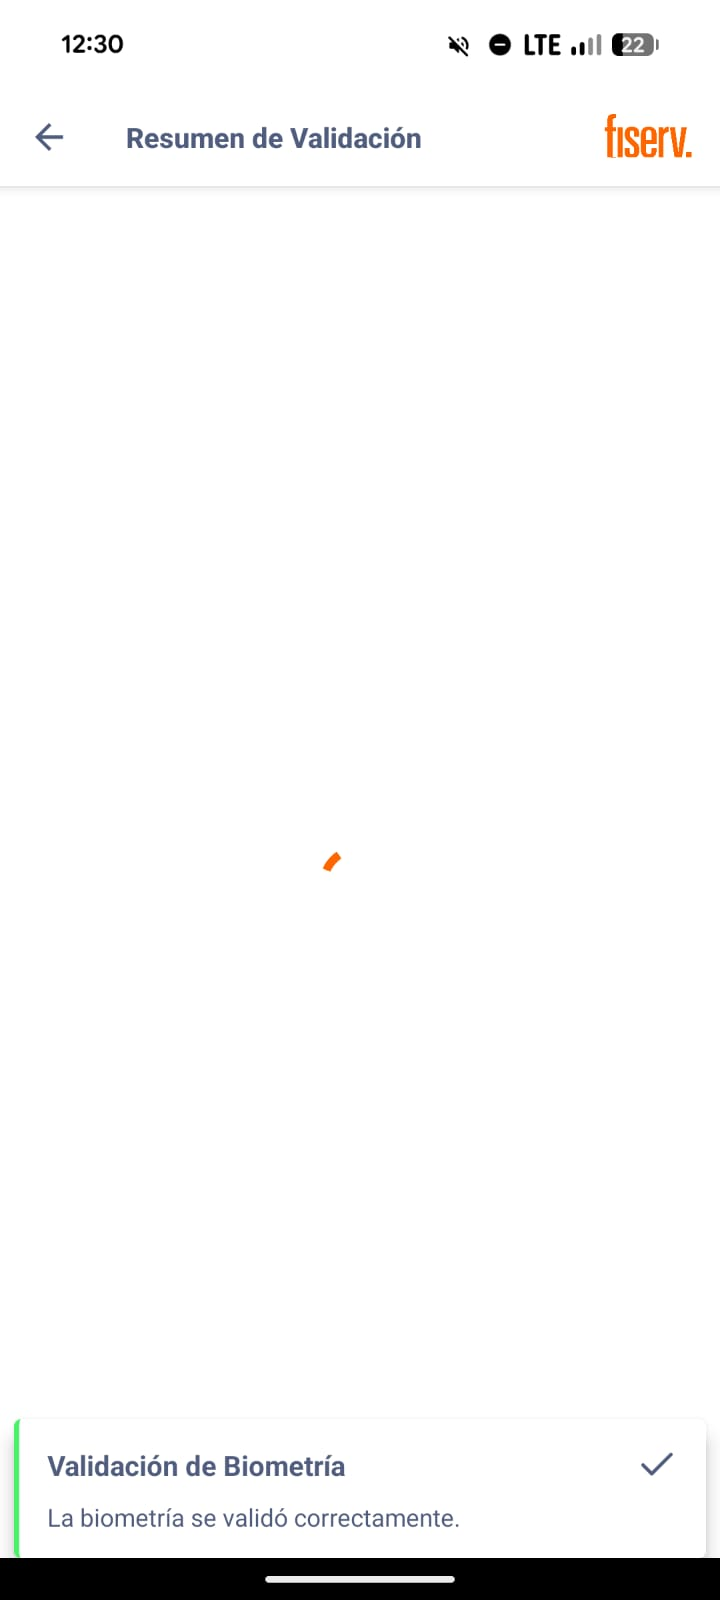 12:30 LTE 22
Resumen de Validación fiserv.
Validación de Biometría
La biometría se validó correctamente.